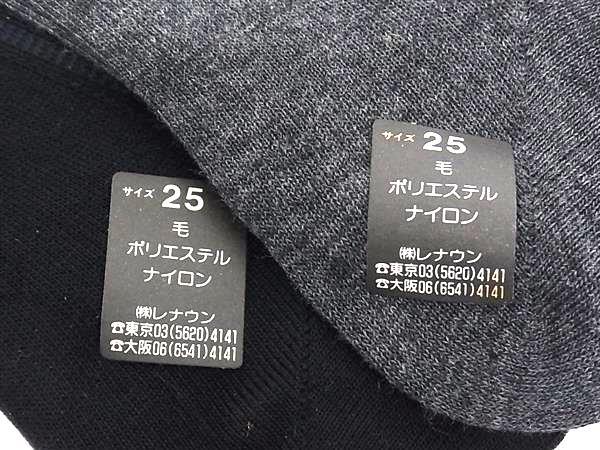 サイズ 25
毛
ポリエステル
ナイロン
㈱レナウン
☎東京03(5620)4141
☎大阪06(6541)4141
サイズ 25
毛
ポリエステル
ナイロン
㈱レナウン
☎東京03(5620)4141
☎大阪06(6541)4141